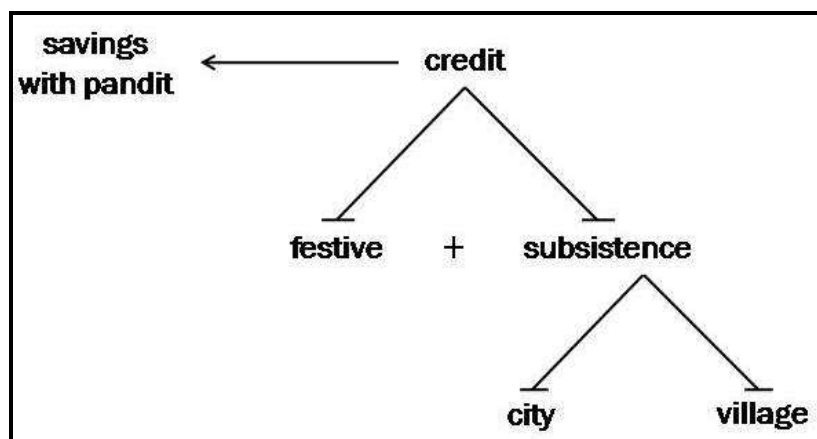 savings
with pandit
credit
festive + subsistence
city village